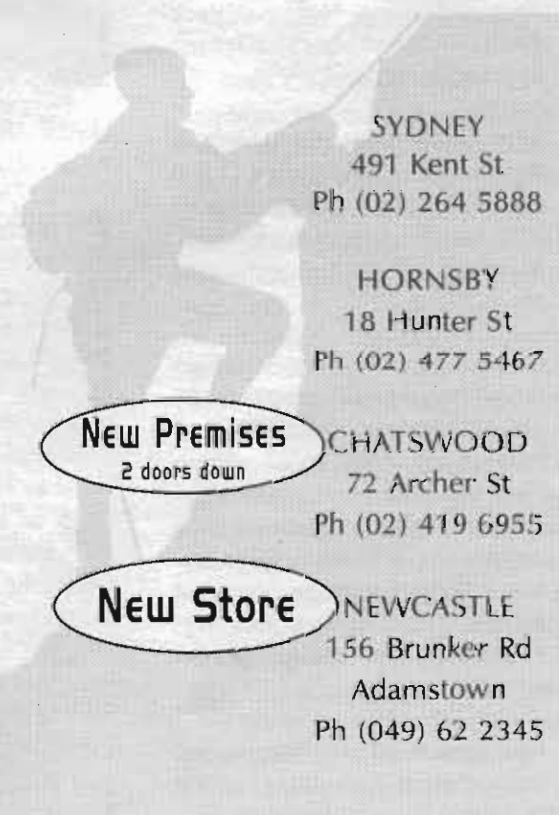 SYDNEY
491 Kent St
Ph (02) 264 5888
HORNSBY
18 Hunter St
Ph (02) 477 5467
New Premises
2 doors down
CHATSWOOD
72 Archer St
Ph (02) 419 6955
New Store
NEWCASTLE
156 Brunker Rd
Adamstown
Ph (049) 62 2345